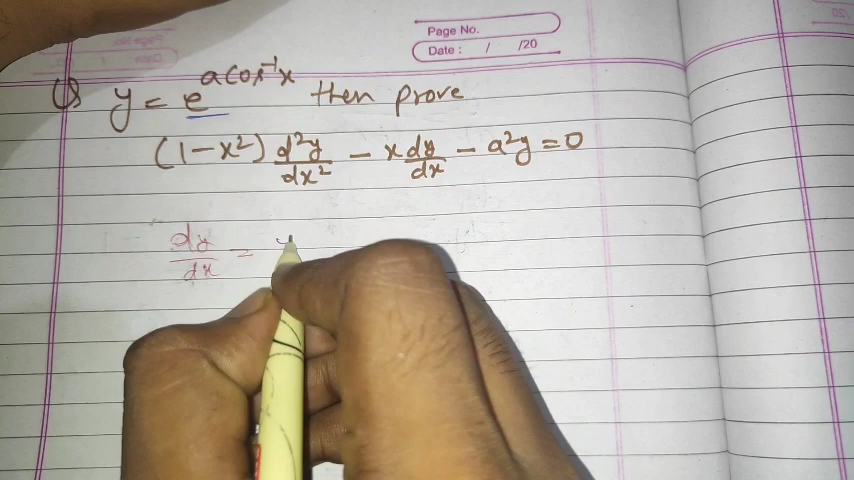 Page No.
Date : / /20
Q y = e^{a cos⁻¹x} then prove
(1-x²) d²y/dx² - x dy/dx - a²y = 0
dy/dx =